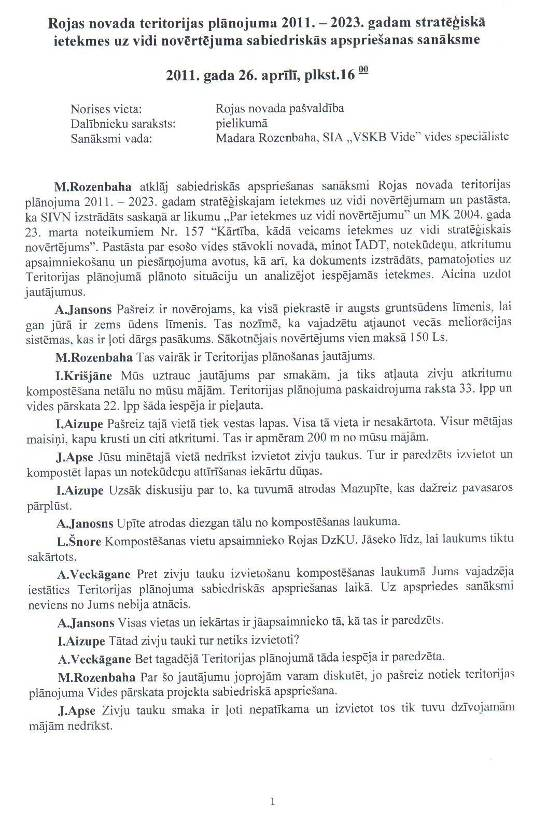 Rojas novada teritorijas plānojuma 2011. – 2023. gadam stratēģiskā
ietekmes uz vidi novērtējuma sabiedriskās apspriešanas sanāksme
2011. gada 26. aprīlī, plkst.16 00
Norises vieta: Rojas novada pašvaldība
Dalībnieku saraksts: pielikumā
Sanāksmi vada: Madara Rozenbaha, SIA „VSKB Vide” vides speciāliste
M.Rozenbaha atklāj sabiedriskās apspriešanas sanāksmi Rojas novada teritorijas
plānojuma 2011. – 2023. gadam stratēģiskajam ietekmes uz vidi novērtējumam un pastāsta,
ka SIVN izstrādāts saskaņā ar likumu „Par ietekmes uz vidi novērtējumu” un MK 2004. gada
23. marta noteikumiem Nr. 157 “Kārtība, kādā veicams ietekmes uz vidi stratēģiskais
novērtējums”. Pastāsta par esošo vides stāvokli novadā, minot ĪADT, notekūdeņu, atkritumu
apsaimniekošanu un piesārņojuma avotus, kā arī, ka dokuments izstrādāts, pamatojoties uz
Teritorijas plānojumā plānoto situāciju un analizējot iespējamās ietekmes. Aicina uzdot
jautājumus.
A.Jansons Pašreiz ir novērojams, ka visā piekrastē ir augsts gruntsūdens līmenis, lai
gan jūrā ir zems ūdens līmenis. Tas nozīmē, ka vajadzētu atjaunot vecās meliorācijas
sistēmas, kas ir ļoti dārgs pasākums. Sākotnējais novērtējums vien maksā 150 Ls.
M.Rozenbaha Tas vairāk ir Teritorijas plānošanas jautājums.
I.Krišjāne Mūs uztrauc jautājums par smakām, ja tiks atļauta zivju atkritumu
kompostēšana netālu no mūsu mājām. Teritorijas plānojuma paskaidrojuma raksta 33. lpp un
vides pārskata 22. lpp šāda iespēja ir pieļauta.
I.Aizupe Pašreiz tajā vietā tiek vestas lapas. Visa tā vieta ir nesakārtota. Visur mētājas
maisiņi, kapu krusti un citi atkritumi. Tas ir apmēram 200 m no mūsu mājām.
J.Apse Jūsu minētajā vietā nedrīkst izvietot zivju taukus. Tur ir paredzēts izvietot un
kompostēt lapas un notekūdeņu attīrīšanas iekārtu dūņas.
I.Aizupe Uzsāk diskusiju par to, ka tuvumā atrodas Mazupīte, kas dažreiz pavasaros
pārplūst.
A.Janosns Upīte atrodas diezgan tālu no kompostēšanas laukuma.
L.Šnore Kompostēšanas vietu apsaimnieko Rojas DzKU. Jāseko līdz, lai laukums tiktu
sakārtots.
A.Veckāgane Pret zivju tauku izvietošanu kompostēšanas laukumā Jums vajadzēja
iestāties Teritorijas plānojuma sabiedriskās apspriešanas laikā. Uz apspriedes sanāksmi
neviens no Jums nebija atnācis.
A.Jansons Visas vietas un iekārtas ir jāapsaimnieko tā, kā tas ir paredzēts.
I.Aizupe Tātad zivju tauki tur netiks izvietoti?
A.Veckāgane Bet tagadējā Teritorijas plānojumā tāda iespēja ir paredzēta.
M.Rozenbaha Par šo jautājumu joprojām varam diskutēt, jo pašreiz notiek teritorijas
plānojuma Vides pārskata projekta sabiedriskā apspriešana.
J.Apse Zivju tauku smaka ir ļoti nepatīkama un izvietot tos tik tuvu dzīvojamām
mājām nedrīkst.
1